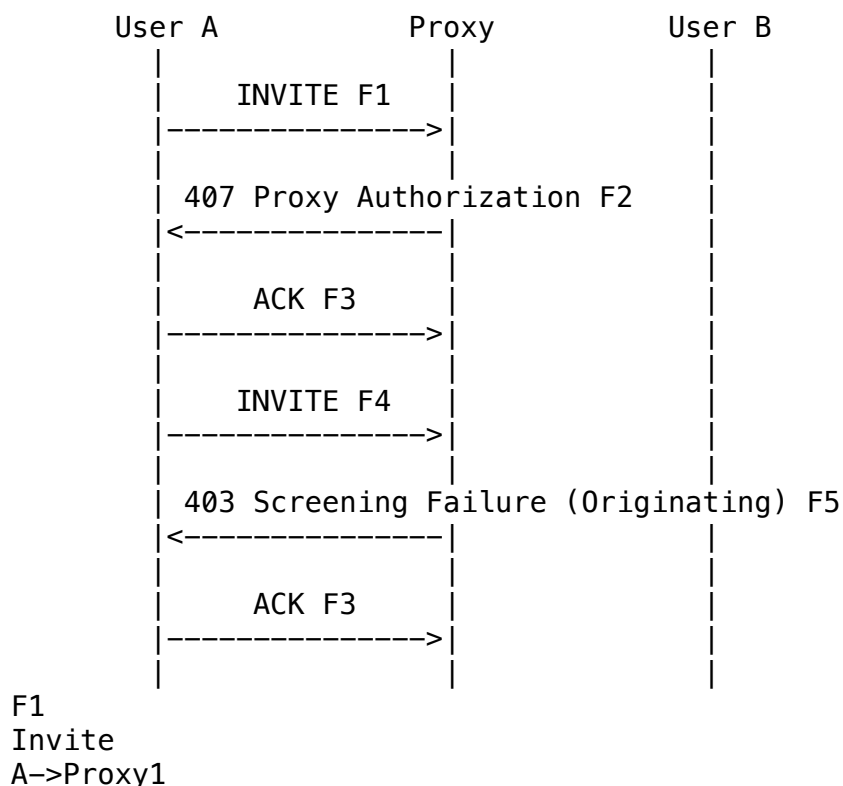 User A Proxy User B
INVITE F1
407 Proxy Authorization F2
ACK F3
INVITE F4
403 Screening Failure (Originating) F5
ACK F3
F1
Invite
A->Proxy1